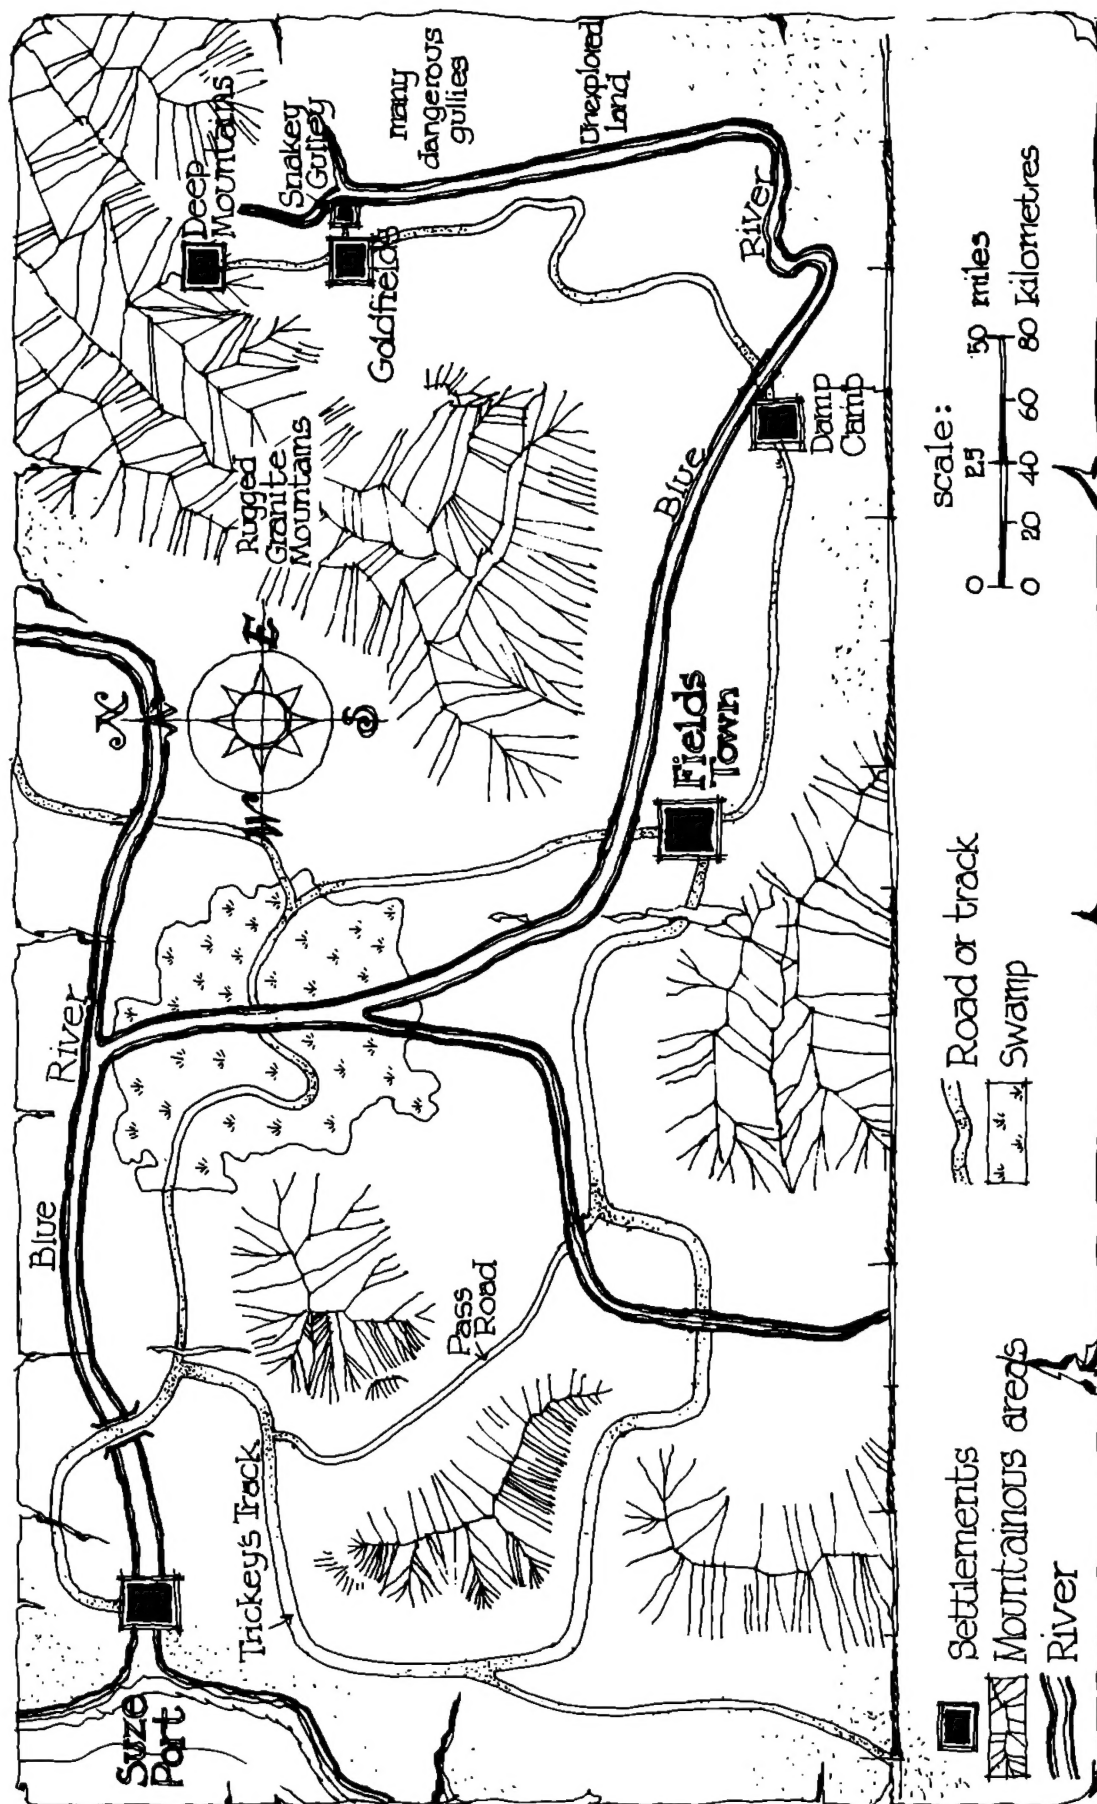 Deep
Mountains
Snakey
Gulley
many
dangerous
gullies
Unexplored
land
Goldfields
Rugged
Granite
Mountains
N
N
W
E
S
Blue
River
Blue
River
Damp
Camp
Fields
Town
Pass
Road
Trickey's Track
Suze
Port
Settlements
Mountainous areas
River
Road or track
Swamp
scale:
0 25 50 miles
0 20 40 60 80 kilometres